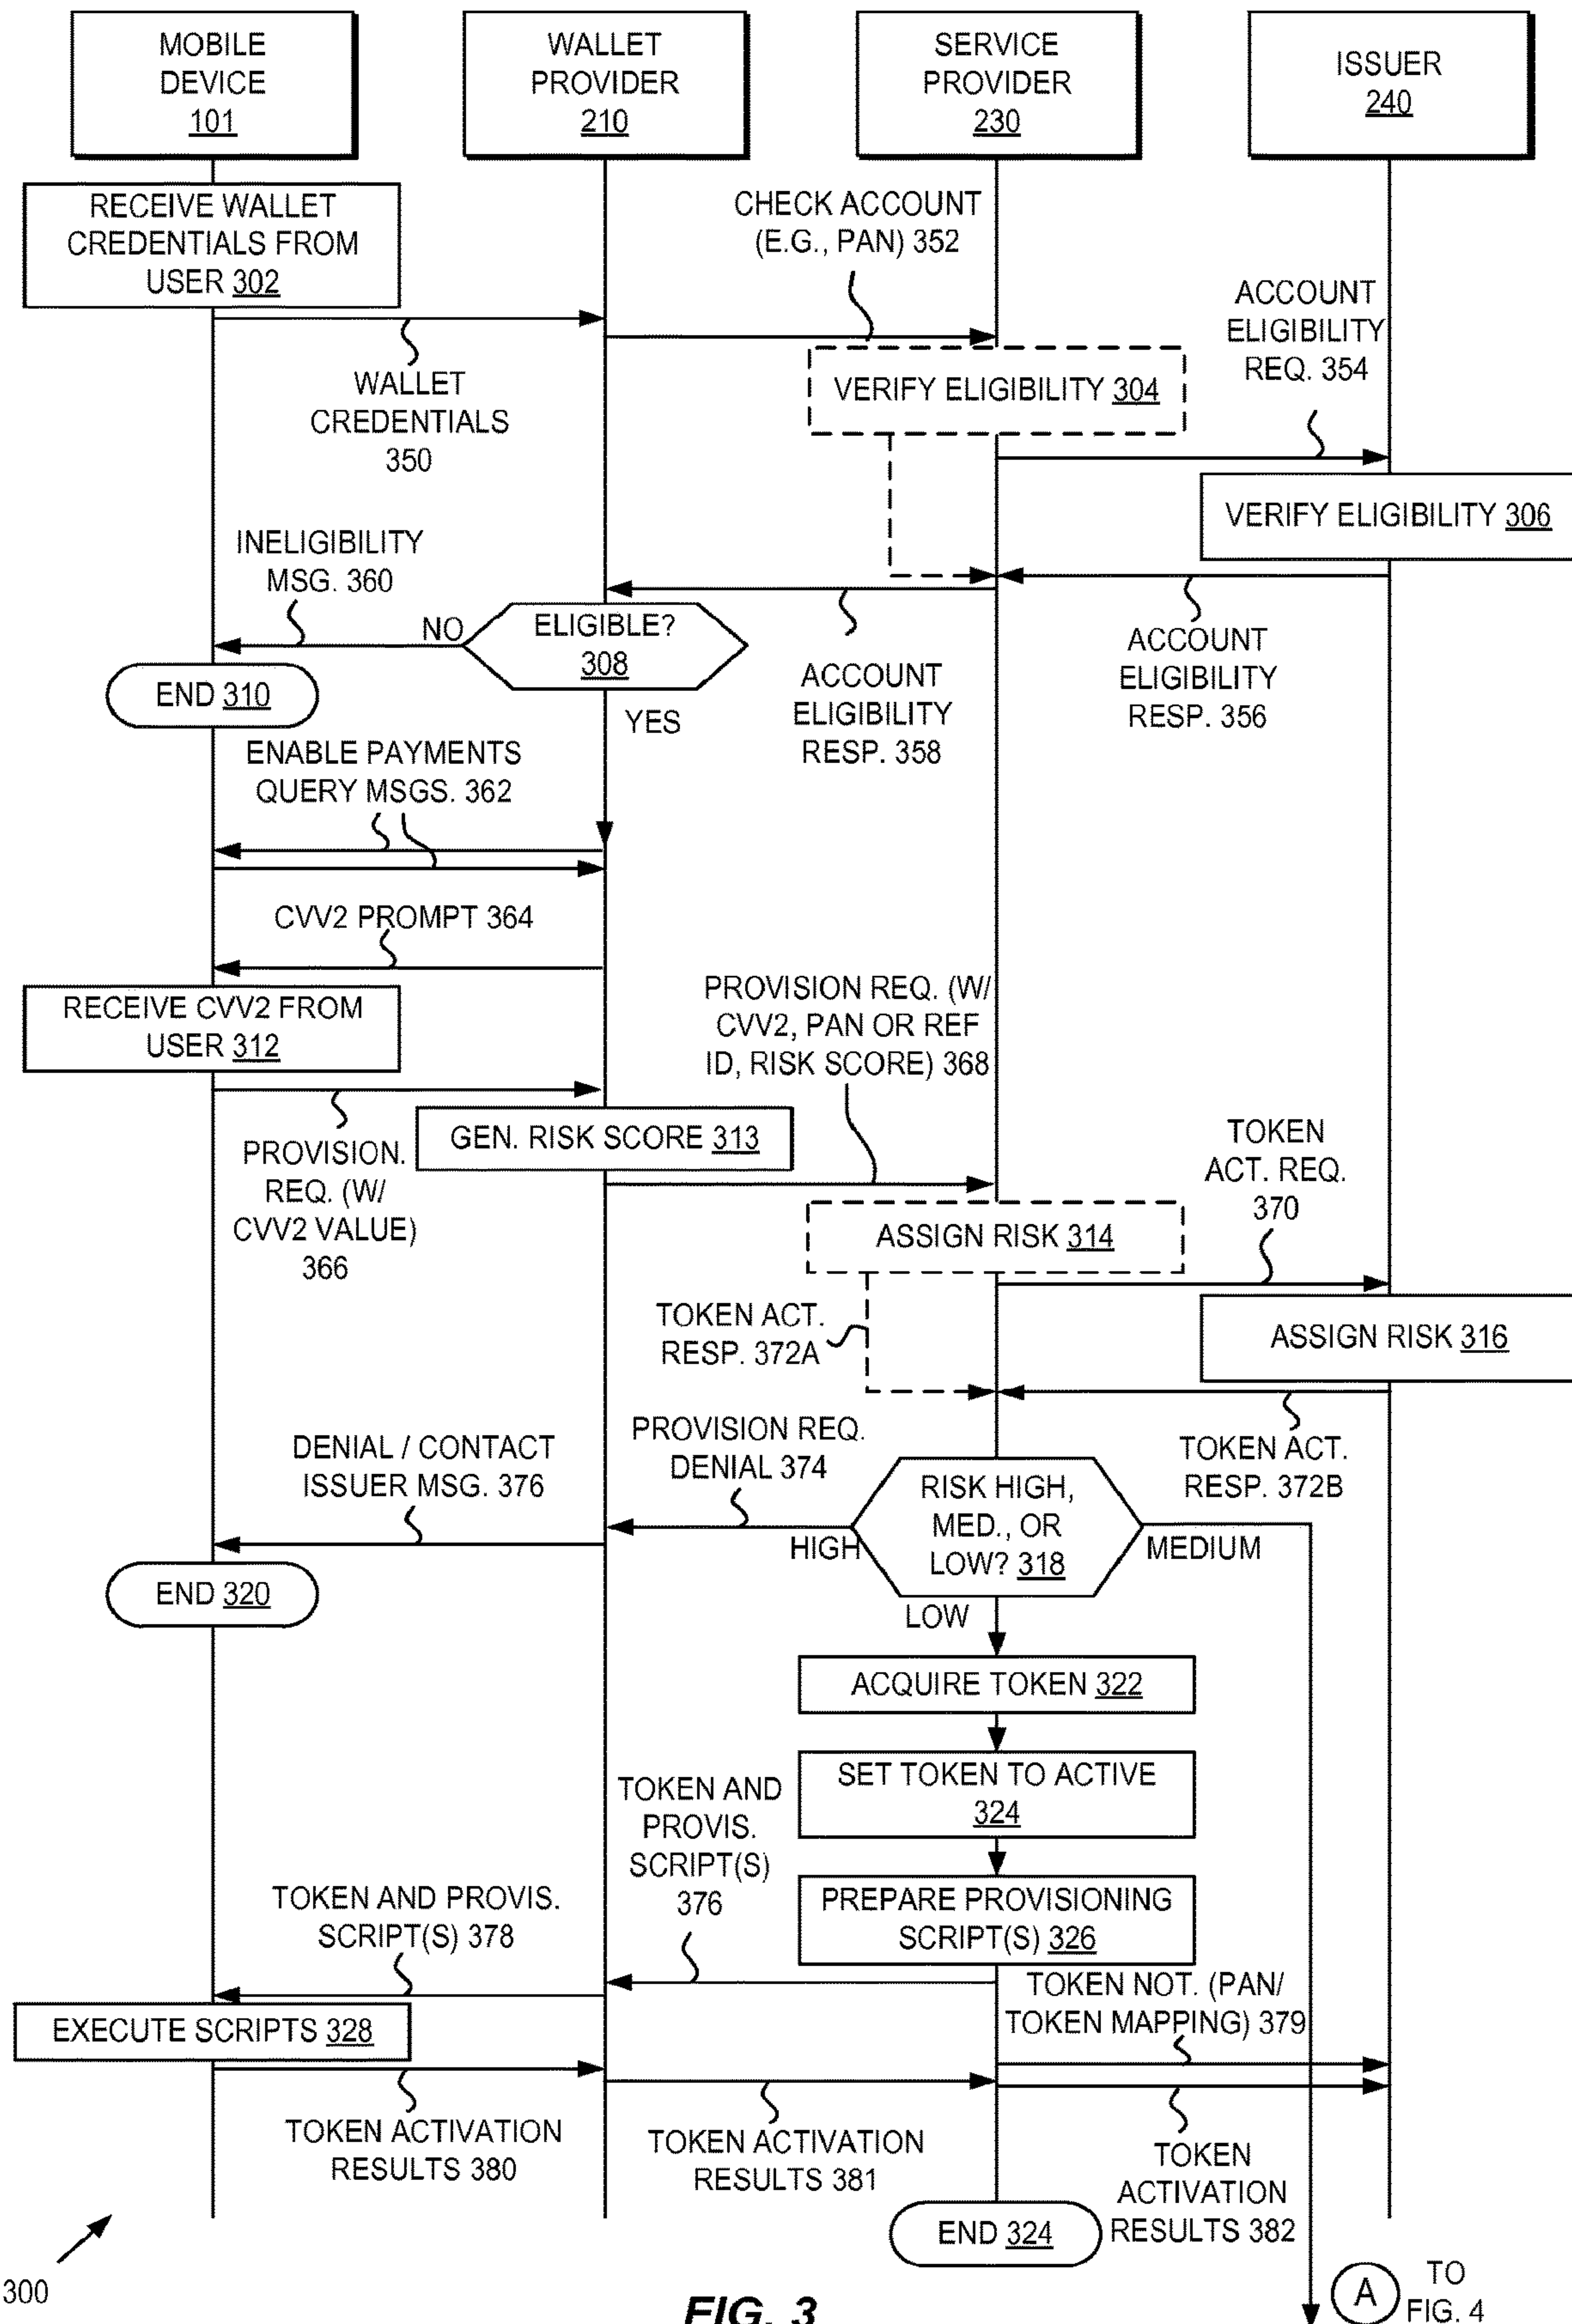 MOBILE
DEVICE
101
WALLET
PROVIDER
210
SERVICE
PROVIDER
230
ISSUER
240
RECEIVE WALLET
CREDENTIALS FROM
USER 302
CHECK ACCOUNT
(E.G., PAN) 352
ACCOUNT
ELIGIBILITY
REQ. 354
WALLET
CREDENTIALS
350
VERIFY ELIGIBILITY 304
VERIFY ELIGIBILITY 306
INELIGIBILITY
MSG. 360
NO
ELIGIBLE?
308
YES
END 310
ACCOUNT
ELIGIBILITY
RESP. 358
ACCOUNT
ELIGIBILITY
RESP. 356
ENABLE PAYMENTS
QUERY MSGS. 362
CVV2 PROMPT 364
RECEIVE CVV2 FROM
USER 312
PROVISION REQ. (W/
CVV2, PAN OR REF
ID, RISK SCORE) 368
PROVISION.
REQ. (W/
CVV2 VALUE)
366
GEN. RISK SCORE 313
TOKEN
ACT. REQ.
370
ASSIGN RISK 314
TOKEN ACT.
RESP. 372A
ASSIGN RISK 316
DENIAL / CONTACT
ISSUER MSG. 376
PROVISION REQ.
DENIAL 374
TOKEN ACT.
RESP. 372B
RISK HIGH,
MED., OR
LOW? 318
HIGH
MEDIUM
LOW
END 320
ACQUIRE TOKEN 322
SET TOKEN TO ACTIVE
324
TOKEN AND
PROVIS.
SCRIPT(S)
376
PREPARE PROVISIONING
SCRIPT(S) 326
TOKEN AND PROVIS.
SCRIPT(S) 378
TOKEN NOT. (PAN/
TOKEN MAPPING) 379
EXECUTE SCRIPTS 328
TOKEN ACTIVATION
RESULTS 380
TOKEN ACTIVATION
RESULTS 381
TOKEN
ACTIVATION
RESULTS 382
END 324
300
A
TO
FIG. 4
FIG. 3